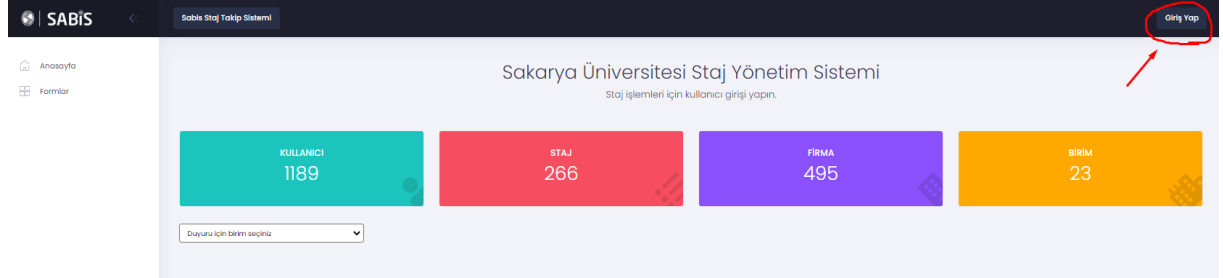 SABİS
Sabis Staj Takip Sistemi
Giriş Yap
Anasayfa
Formlar
Sakarya Üniversitesi Staj Yönetim Sistemi
Staj işlemleri için kullanıcı girişi yapın.
KULLANICI
1189
STAJ
266
FİRMA
495
BİRİM
23
Duyuru için birim seçiniz